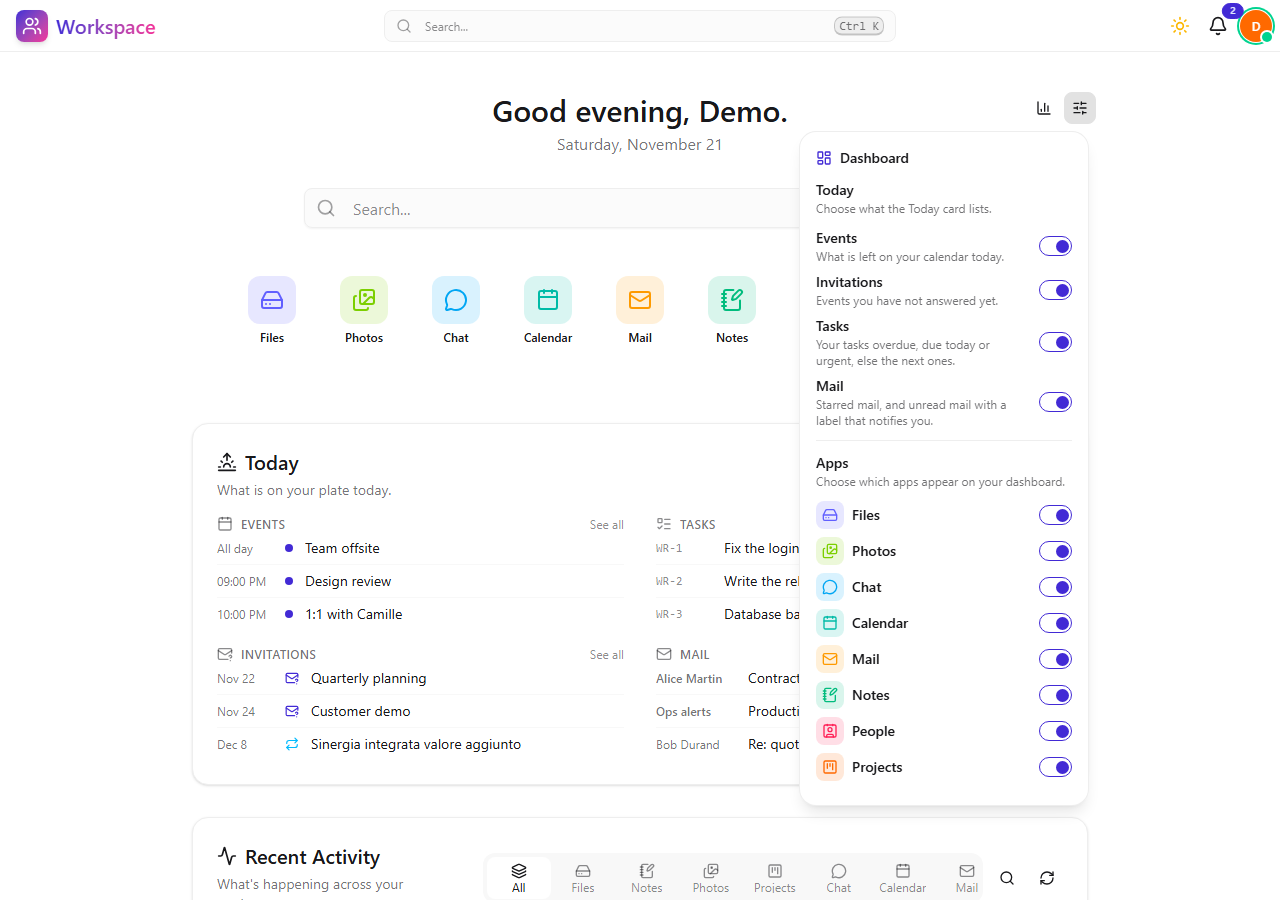 Workspace
Search...
Ctrl K
2
D
Good evening, Demo.
Saturday, November 21
Search...
Files
Photos
Chat
Calendar
Mail
Notes
Dashboard
Today
Choose what the Today card lists.
Events
What is left on your calendar today.
Invitations
Events you have not answered yet.
Tasks
Your tasks overdue, due today or
urgent, else the next ones.
Mail
Starred mail, and unread mail with a
label that notifies you.
Apps
Choose which apps appear on your dashboard.
Files
Photos
Chat
Calendar
Mail
Notes
People
Projects
Today
What is on your plate today.
EVENTS
See all
All day
Team offsite
09:00 PM
Design review
10:00 PM
1:1 with Camille
TASKS
WR-1
Fix the login
WR-2
Write the rel
WR-3
Database ba
INVITATIONS
See all
Nov 22
Quarterly planning
Nov 24
Customer demo
Dec 8
Sinergia integrata valore aggiunto
MAIL
Alice Martin
Contract
Ops alerts
Producti
Bob Durand
Re: quot
Recent Activity
What's happening across your
All
Files
Notes
Photos
Projects
Chat
Calendar
Mail